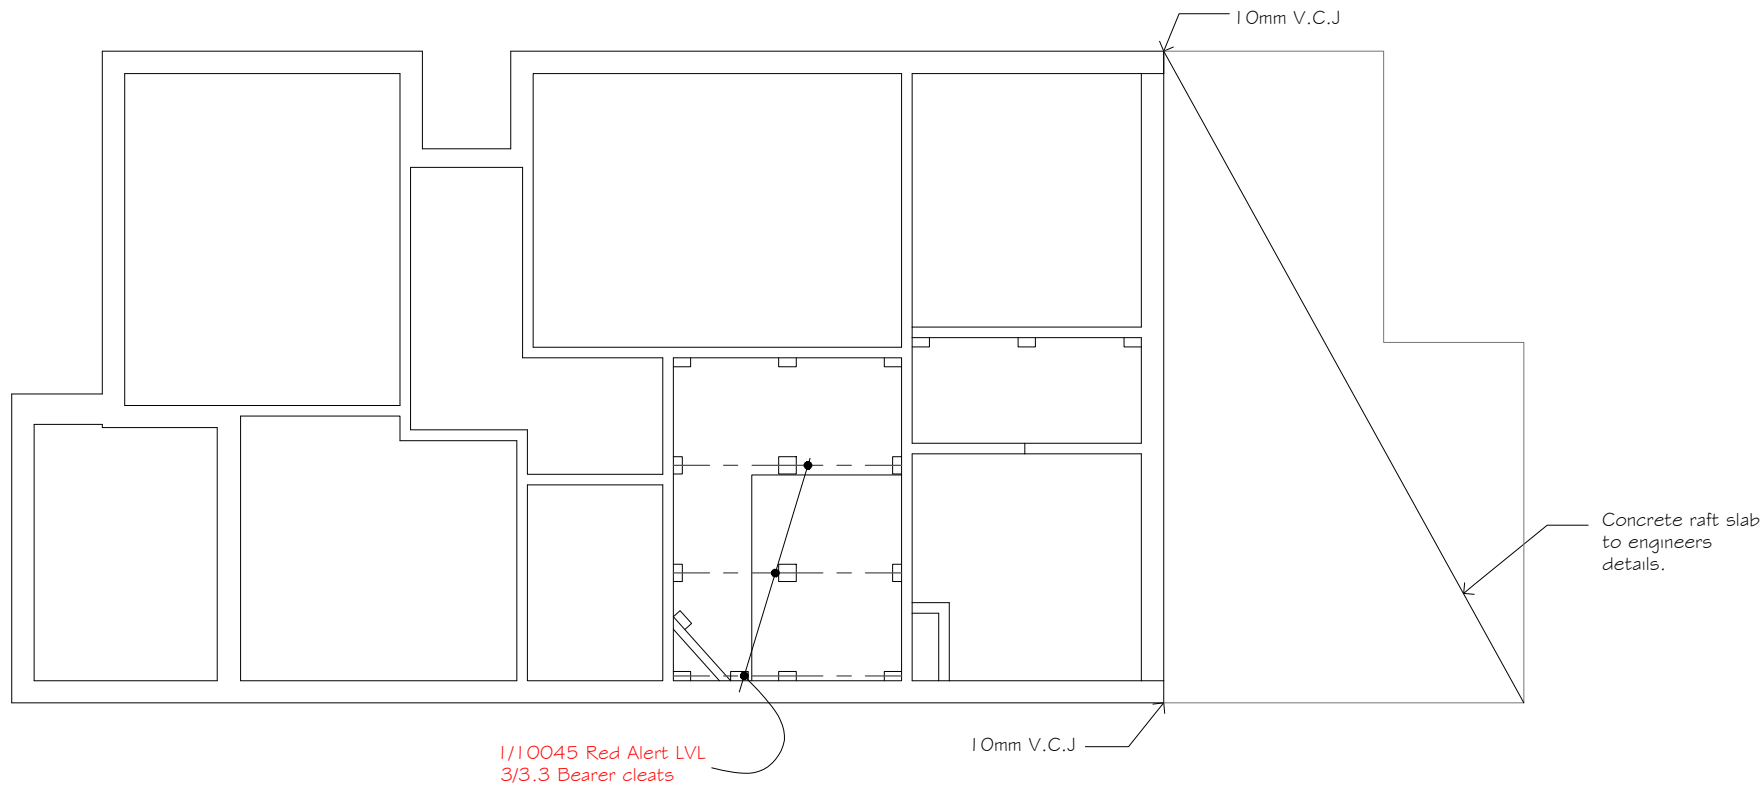 10mm V.C.J
Concrete raft slab
to engineers
details.
10mm V.C.J
1/10045 Red Alert LVL
3/3.3 Bearer cleats